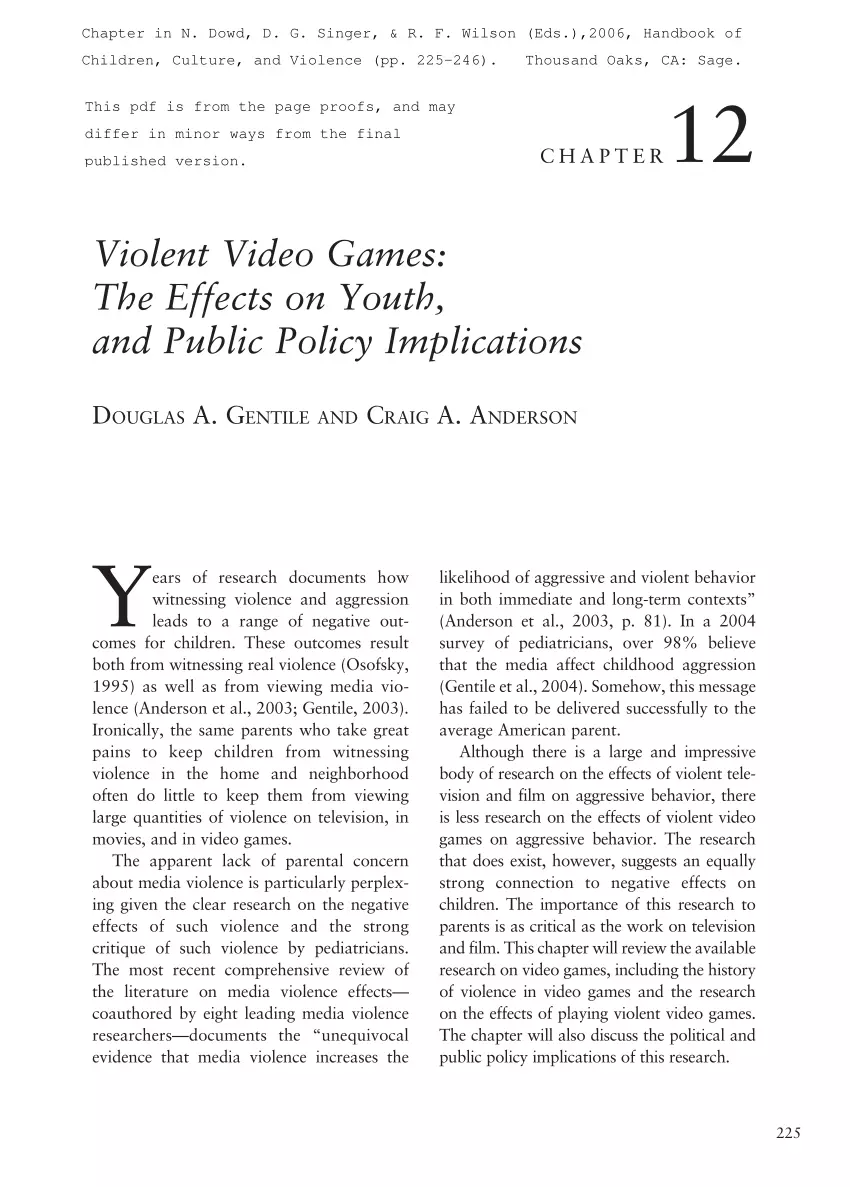 Chapter in N. Dowd, D. G. Singer, & R. F. Wilson (Eds.),2006, Handbook of
Children, Culture, and Violence (pp. 225-246). Thousand Oaks, CA: Sage.
This pdf is from the page proofs, and may
differ in minor ways from the final
published version.
CHAPTER 12
Violent Video Games:
The Effects on Youth,
and Public Policy Implications
DOUGLAS A. GENTILE AND CRAIG A. ANDERSON
Years of research documents how
witnessing violence and aggression
leads to a range of negative out-
comes for children. These outcomes result
both from witnessing real violence (Osofsky,
1995) as well as from viewing media vio-
lence (Anderson et al., 2003; Gentile, 2003).
Ironically, the same parents who take great
pains to keep children from witnessing
violence in the home and neighborhood
often do little to keep them from viewing
large quantities of violence on television, in
movies, and in video games.
The apparent lack of parental concern
about media violence is particularly perplex-
ing given the clear research on the negative
effects of such violence and the strong
critique of such violence by pediatricians.
The most recent comprehensive review of
the literature on media violence effects—
coauthored by eight leading media violence
researchers—documents the “unequivocal
evidence that media violence increases the
likelihood of aggressive and violent behavior
in both immediate and long-term contexts”
(Anderson et al., 2003, p. 81). In a 2004
survey of pediatricians, over 98% believe
that the media affect childhood aggression
(Gentile et al., 2004). Somehow, this message
has failed to be delivered successfully to the
average American parent.
Although there is a large and impressive
body of research on the effects of violent tele-
vision and film on aggressive behavior, there
is less research on the effects of violent video
games on aggressive behavior. The research
that does exist, however, suggests an equally
strong connection to negative effects on
children. The importance of this research to
parents is as critical as the work on television
and film. This chapter will review the available
research on video games, including the history
of violence in video games and the research
on the effects of playing violent video games.
The chapter will also discuss the political and
public policy implications of this research.
225